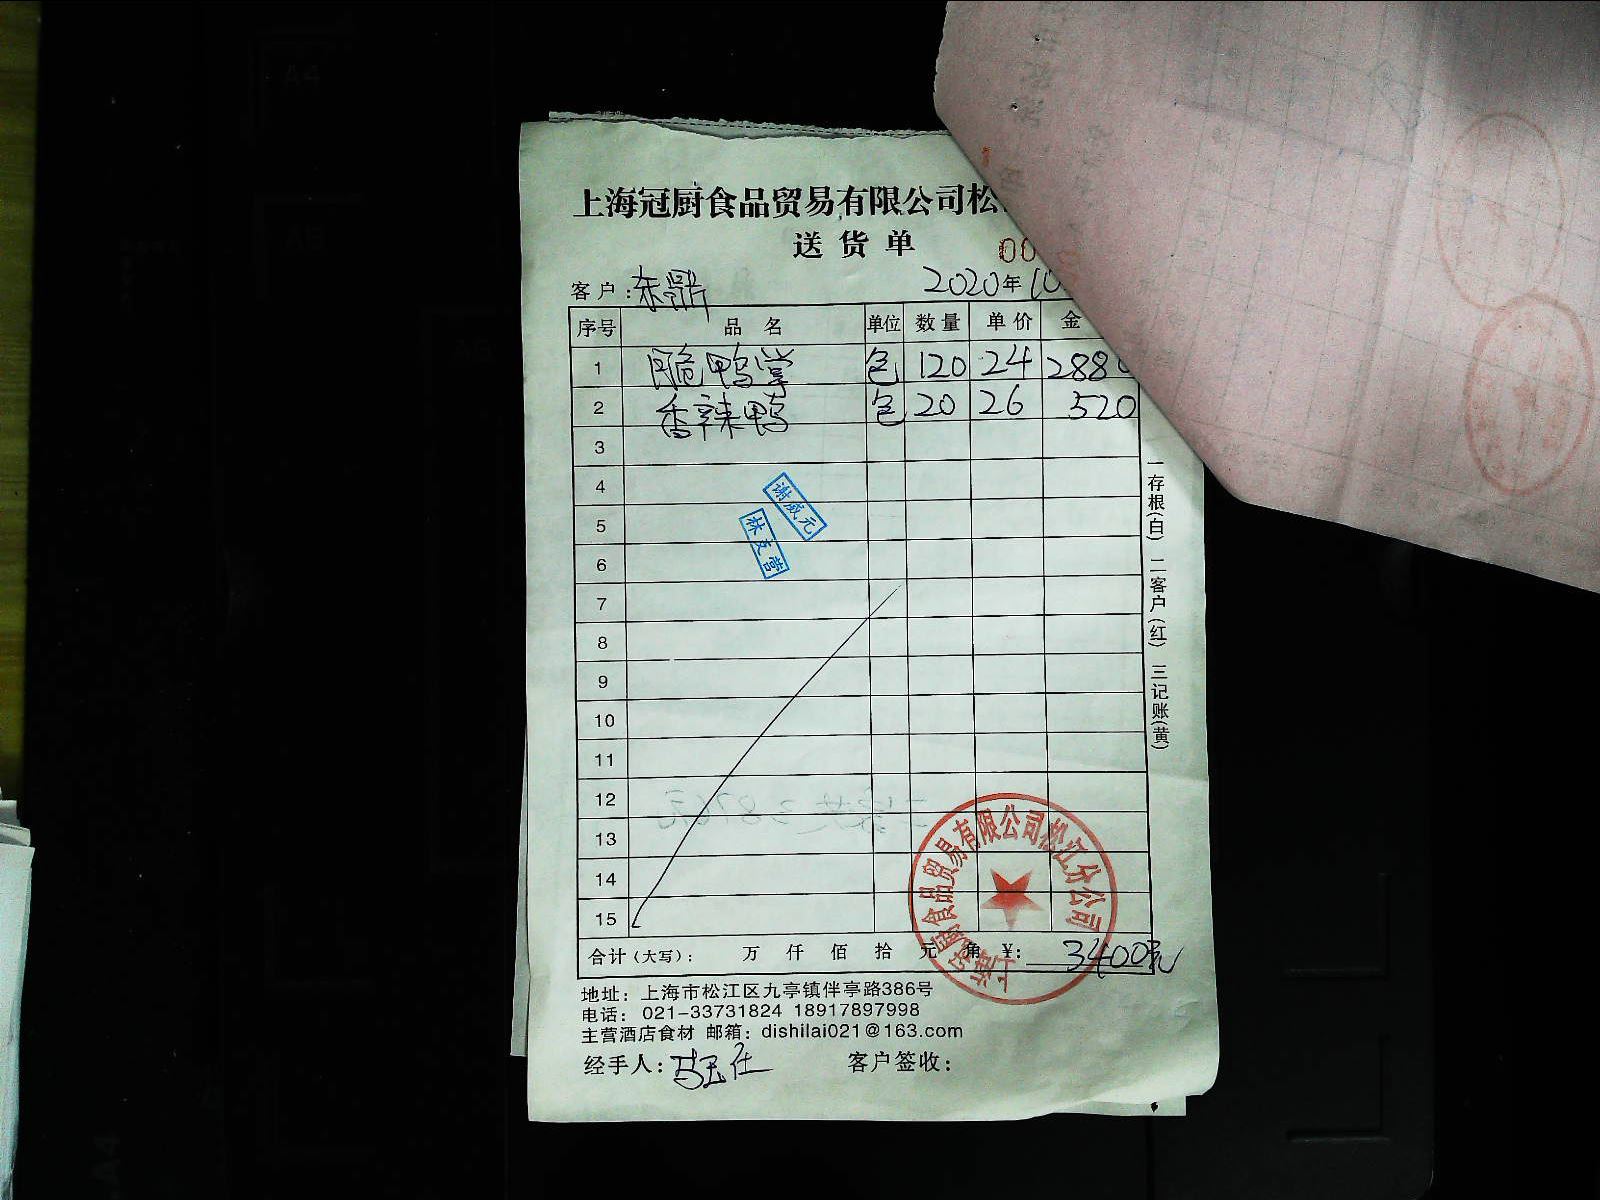 上海冠厨食品贸易有限公司松
送货单
00
客户:东鼎 2020年10
序号 品名 单位 数量 单价 金
1 脆鸭掌 包 120 24 2880
2 香辣鸭 包 20 26 520
3
4
谢威元
5
林支营
6
7
8
9
10
11
12
13
14
15
一存根(白) 二客户(红) 三记账(黄)
上海冠厨食品贸易有限公司松江分公司
合计(大写): 万 仟 佰 拾 元 角 ¥: 3400元
地址: 上海市松江区九亭镇伴亭路386号
电话: 021-33731824 18917897998
主营酒店食材 邮箱: dishilai021@163.com
经手人: 客户签收: